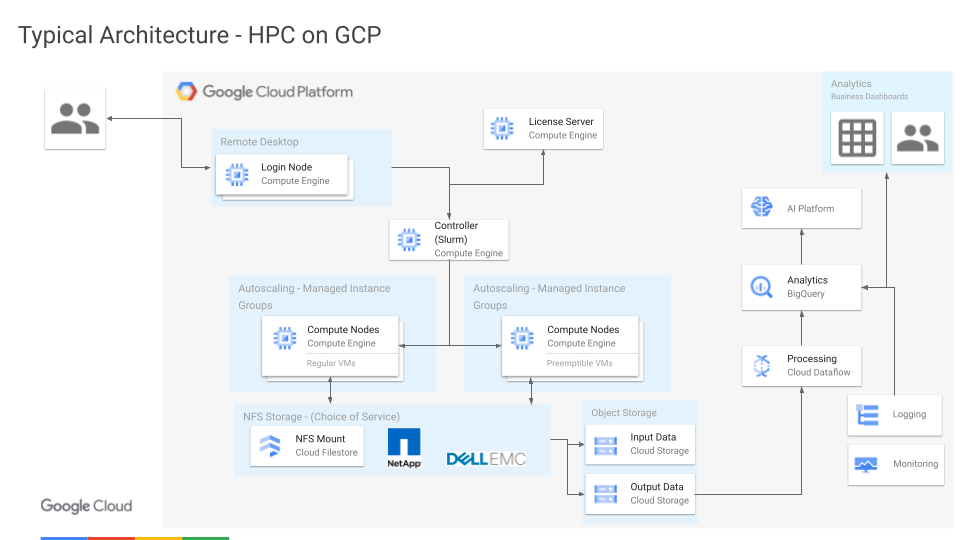 Typical Architecture - HPC on GCP
Google Cloud Platform
Analytics
Business Dashboards
License Server
Compute Engine
Remote Desktop
Login Node
Compute Engine
AI Platform
Controller
(Slurm)
Compute Engine
Analytics
BigQuery
Autoscaling - Managed Instance
Groups
Compute Nodes
Compute Engine
Regular VMs
Autoscaling - Managed Instance
Groups
Compute Nodes
Compute Engine
Preemptible VMs
Processing
Cloud Dataflow
Logging
Monitoring
NFS Storage - (Choice of Service)
NFS Mount
Cloud Filestore
NetApp
DELL EMC
Object Storage
Input Data
Cloud Storage
Output Data
Cloud Storage
Google Cloud